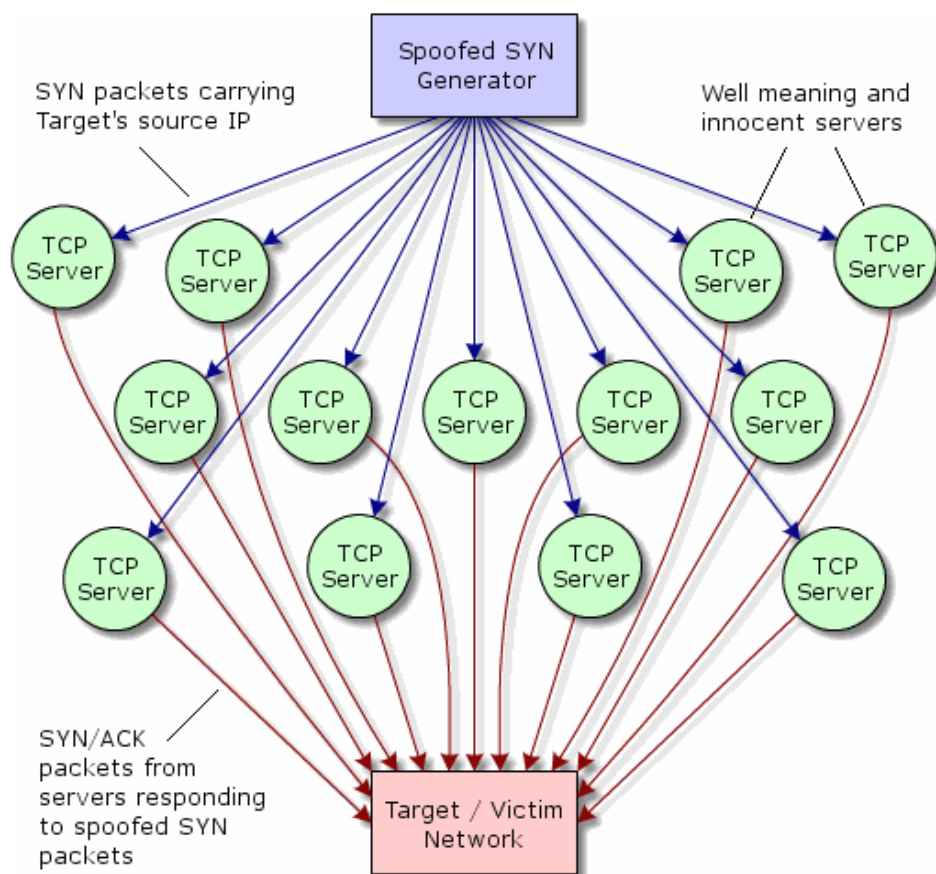 Spoofed SYN
Generator
SYN packets carrying
Target's source IP
Well meaning and
innocent servers
TCP
Server
TCP
Server
TCP
Server
TCP
Server
TCP
Server
TCP
Server
TCP
Server
TCP
Server
TCP
Server
TCP
Server
TCP
Server
TCP
Server
TCP
Server
SYN/ACK
packets from
servers responding
to spoofed SYN
packets
Target / Victim
Network